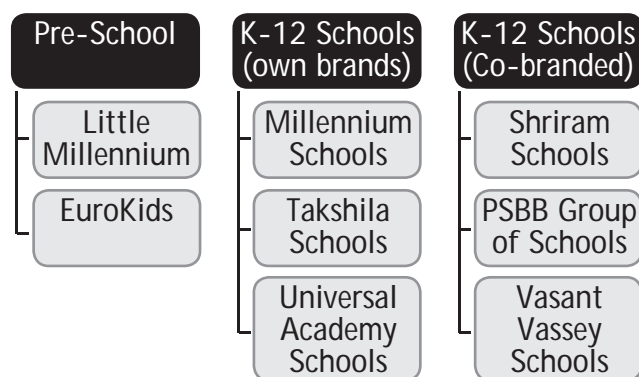 Pre-School
Little
Millennium
EuroKids
K-12 Schools
(own brands)
Millennium
Schools
Takshila
Schools
Universal
Academy
Schools
K-12 Schools
(Co-branded)
Shriram
Schools
PSBB Group
of Schools
Vasant
Vassey
Schools